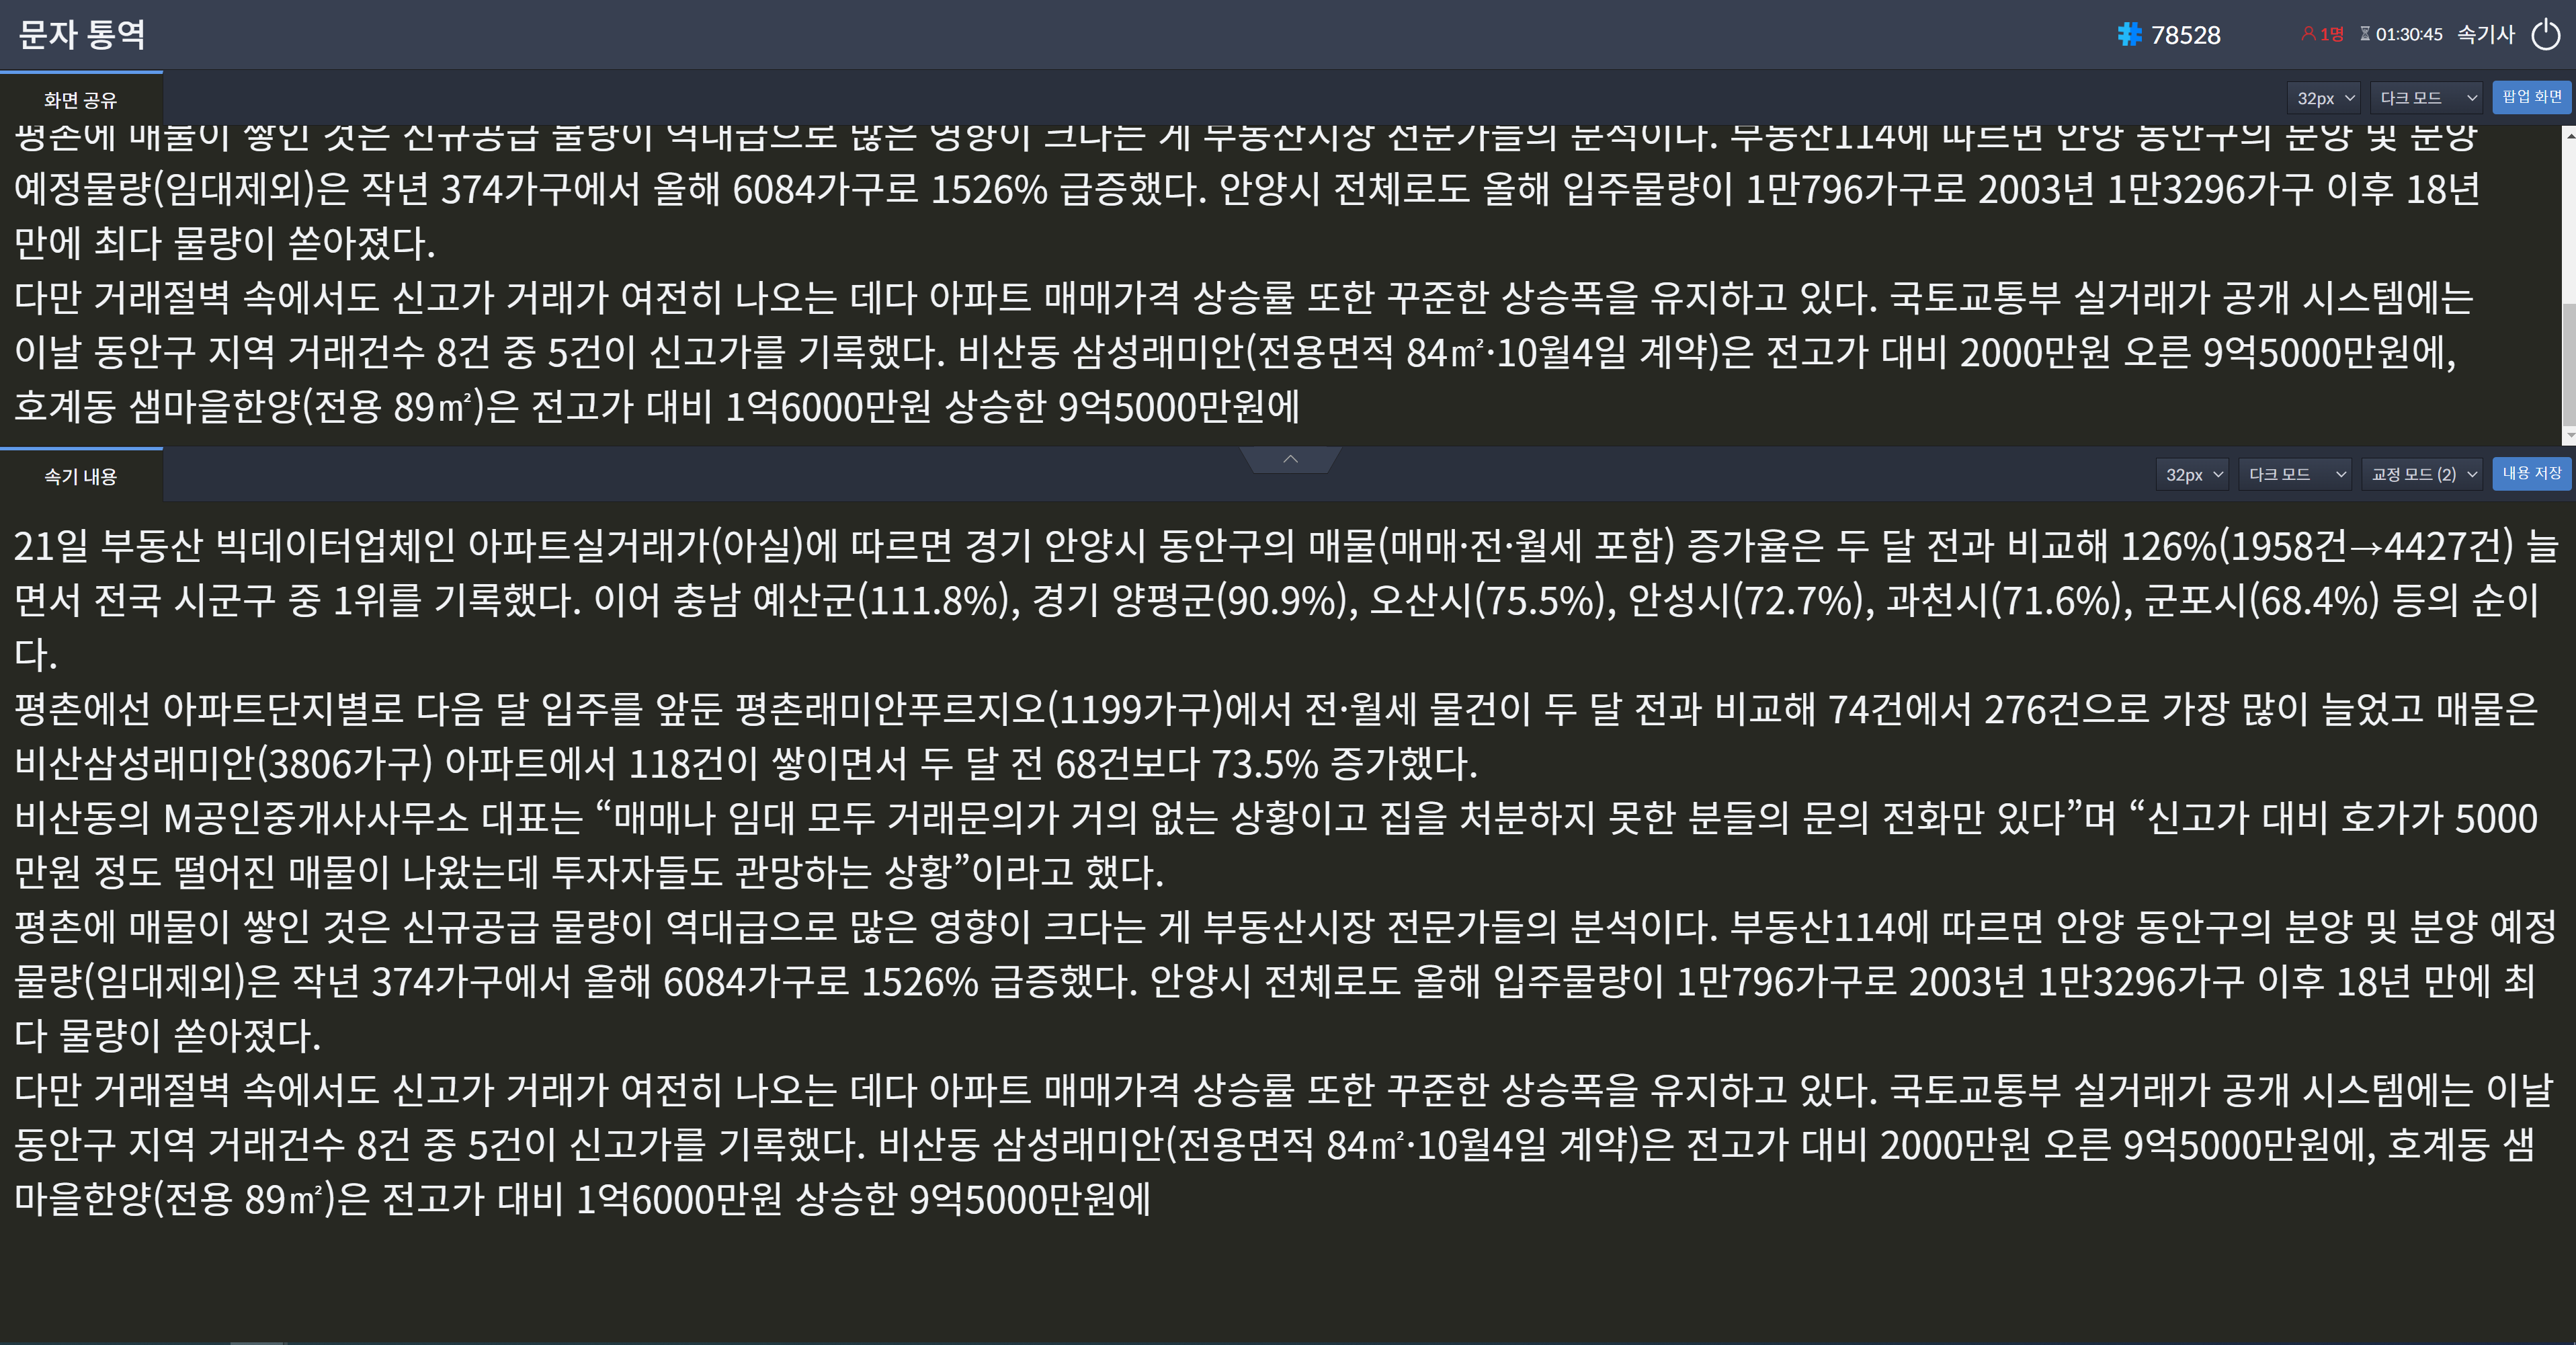 문자 통역
78528
1명
01:30:45
속기사
화면 공유
32px
다크 모드
팝업 화면
평촌에 매물이 쌓인 것은 신규공급 물량이 역대급으로 많은 영향이 크다는 게 부동산시장 전문가들의 분석이다. 부동산114에 따르면 안양 동안구의 분양 및 분양
예정물량(임대제외)은 작년 374가구에서 올해 6084가구로 1526% 급증했다. 안양시 전체로도 올해 입주물량이 1만796가구로 2003년 1만3296가구 이후 18년
만에 최다 물량이 쏟아졌다.
다만 거래절벽 속에서도 신고가 거래가 여전히 나오는 데다 아파트 매매가격 상승률 또한 꾸준한 상승폭을 유지하고 있다. 국토교통부 실거래가 공개 시스템에는
이날 동안구 지역 거래건수 8건 중 5건이 신고가를 기록했다. 비산동 삼성래미안(전용면적 84㎡·10월4일 계약)은 전고가 대비 2000만원 오른 9억5000만원에,
호계동 샘마을한양(전용 89㎡)은 전고가 대비 1억6000만원 상승한 9억5000만원에
속기 내용
32px
다크 모드
교정 모드 (2)
내용 저장
21일 부동산 빅데이터업체인 아파트실거래가(아실)에 따르면 경기 안양시 동안구의 매물(매매·전·월세 포함) 증가율은 두 달 전과 비교해 126%(1958건→4427건) 늘
면서 전국 시군구 중 1위를 기록했다. 이어 충남 예산군(111.8%), 경기 양평군(90.9%), 오산시(75.5%), 안성시(72.7%), 과천시(71.6%), 군포시(68.4%) 등의 순이
다.
평촌에선 아파트단지별로 다음 달 입주를 앞둔 평촌래미안푸르지오(1199가구)에서 전·월세 물건이 두 달 전과 비교해 74건에서 276건으로 가장 많이 늘었고 매물은
비산삼성래미안(3806가구) 아파트에서 118건이 쌓이면서 두 달 전 68건보다 73.5% 증가했다.
비산동의 M공인중개사사무소 대표는 “매매나 임대 모두 거래문의가 거의 없는 상황이고 집을 처분하지 못한 분들의 문의 전화만 있다”며 “신고가 대비 호가가 5000
만원 정도 떨어진 매물이 나왔는데 투자자들도 관망하는 상황”이라고 했다.
평촌에 매물이 쌓인 것은 신규공급 물량이 역대급으로 많은 영향이 크다는 게 부동산시장 전문가들의 분석이다. 부동산114에 따르면 안양 동안구의 분양 및 분양 예정
물량(임대제외)은 작년 374가구에서 올해 6084가구로 1526% 급증했다. 안양시 전체로도 올해 입주물량이 1만796가구로 2003년 1만3296가구 이후 18년 만에 최
다 물량이 쏟아졌다.
다만 거래절벽 속에서도 신고가 거래가 여전히 나오는 데다 아파트 매매가격 상승률 또한 꾸준한 상승폭을 유지하고 있다. 국토교통부 실거래가 공개 시스템에는 이날
동안구 지역 거래건수 8건 중 5건이 신고가를 기록했다. 비산동 삼성래미안(전용면적 84㎡·10월4일 계약)은 전고가 대비 2000만원 오른 9억5000만원에, 호계동 샘
마을한양(전용 89㎡)은 전고가 대비 1억6000만원 상승한 9억5000만원에